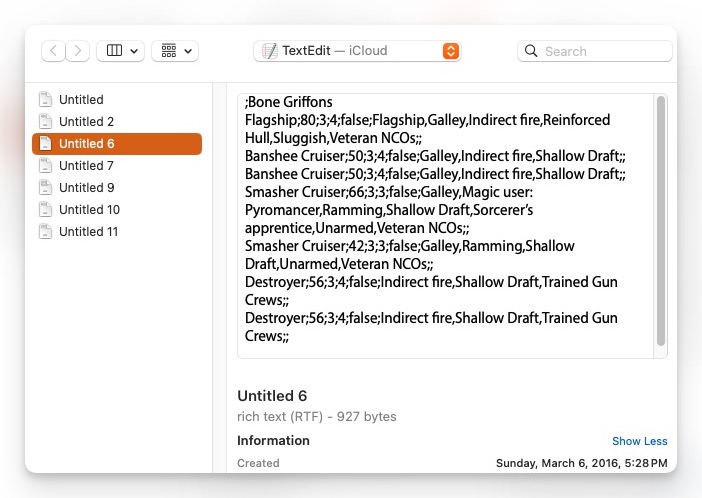 TextEdit — iCloud
Search
Untitled
Untitled 2
Untitled 6
Untitled 7
Untitled 9
Untitled 10
Untitled 11
;Bone Griffons
Flagship;80;3;4;false;Flagship,Galley,Indirect fire,Reinforced
Hull,Sluggish,Veteran NCOs;;
Banshee Cruiser;50;3;4;false;Galley,Indirect fire,Shallow Draft;;
Banshee Cruiser;50;3;4;false;Galley,Indirect fire,Shallow Draft;;
Smasher Cruiser;66;3;3;false;Galley,Magic user:
Pyromancer,Ramming,Shallow Draft,Sorcerer’s
apprentice,Unarmed,Veteran NCOs;;
Smasher Cruiser;42;3;3;false;Galley,Ramming,Shallow
Draft,Unarmed,Veteran NCOs;;
Destroyer;56;3;4;false;Indirect fire,Shallow Draft,Trained Gun
Crews;;
Destroyer;56;3;4;false;Indirect fire,Shallow Draft,Trained Gun
Crews;;
Untitled 6
rich text (RTF) - 927 bytes
Information
Show Less
Created
Sunday, March 6, 2016, 5:28 PM